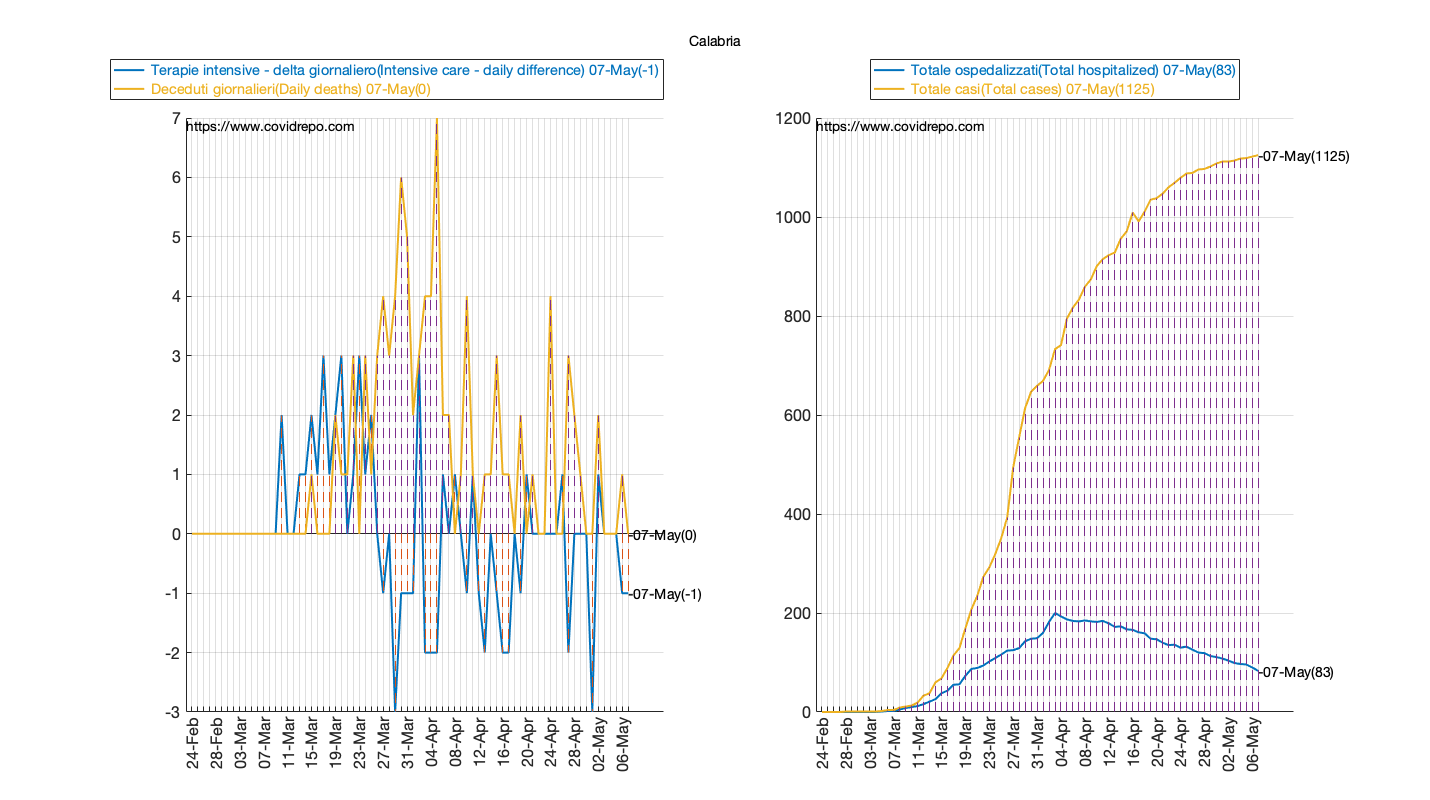 Calabria
Terapie intensive - delta giornaliero(Intensive care - daily difference) 07-May(-1)
Deceduti giornalieri(Daily deaths) 07-May(0)
7
https://www.covidrepo.com
6
5
4
3
2
1
0
-1
-2
-3
-07-May(0)
-07-May(-1)
24-Feb
28-Feb
03-Mar
07-Mar
11-Mar
15-Mar
19-Mar
23-Mar
27-Mar
31-Mar
04-Apr
08-Apr
12-Apr
16-Apr
20-Apr
24-Apr
28-Apr
02-May
06-May
Totale ospedalizzati(Total hospitalized) 07-May(83)
Totale casi(Total cases) 07-May(1125)
1200
https://www.covidrepo.com
1000
800
600
400
200
0
-07-May(1125)
-07-May(83)
24-Feb
28-Feb
03-Mar
07-Mar
11-Mar
15-Mar
19-Mar
23-Mar
27-Mar
31-Mar
04-Apr
08-Apr
12-Apr
16-Apr
20-Apr
24-Apr
28-Apr
02-May
06-May